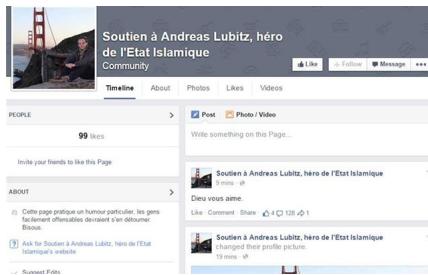 Soutien à Andreas Lubitz, héro
de l'Etat Islamique
Community
Like Follow Message
Timeline About Photos Likes Videos
PEOPLE
99 likes
Invite your friends to like this Page
ABOUT
Cette page pratique un humour particulier, les gens
facilement offensables devraient s'en détourner.
Bisous.
Ask for Soutien à Andreas Lubitz, héro de l'Etat
Islamique's website
Suggest Edits
Post Photo / Video
Write something on this Page...
Soutien à Andreas Lubitz, héro de l'Etat Islamique
9 mins
Dieu vous aime.
Like · Comment · Share · 4 128 1
Soutien à Andreas Lubitz, héro de l'Etat Islamique
changed their profile picture.
19 mins